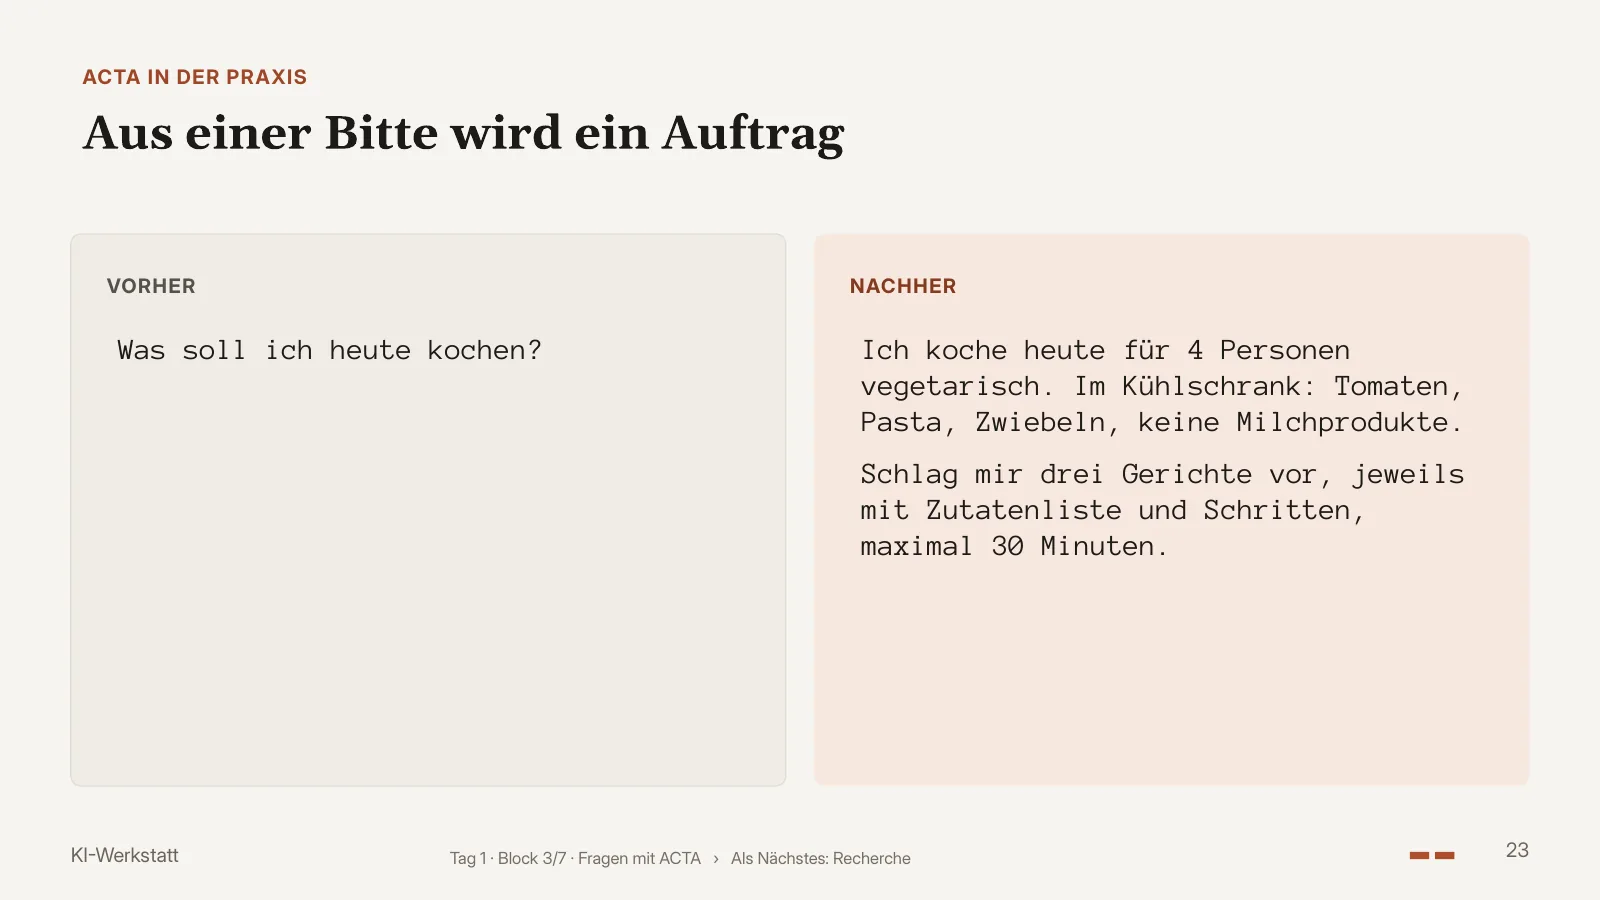 ACTA IN DER PRAXIS
Aus einer Bitte wird ein Auftrag
VORHER
Was soll ich heute kochen?
NACHHER
Ich koche heute für 4 Personen
vegetarisch. Im Kühlschrank: Tomaten,
Pasta, Zwiebeln, keine Milchprodukte.
Schlag mir drei Gerichte vor, jeweils
mit Zutatenliste und Schritten,
maximal 30 Minuten.
KI-Werkstatt
Tag 1 · Block 3/7 · Fragen mit ACTA › Als Nächstes: Recherche
23